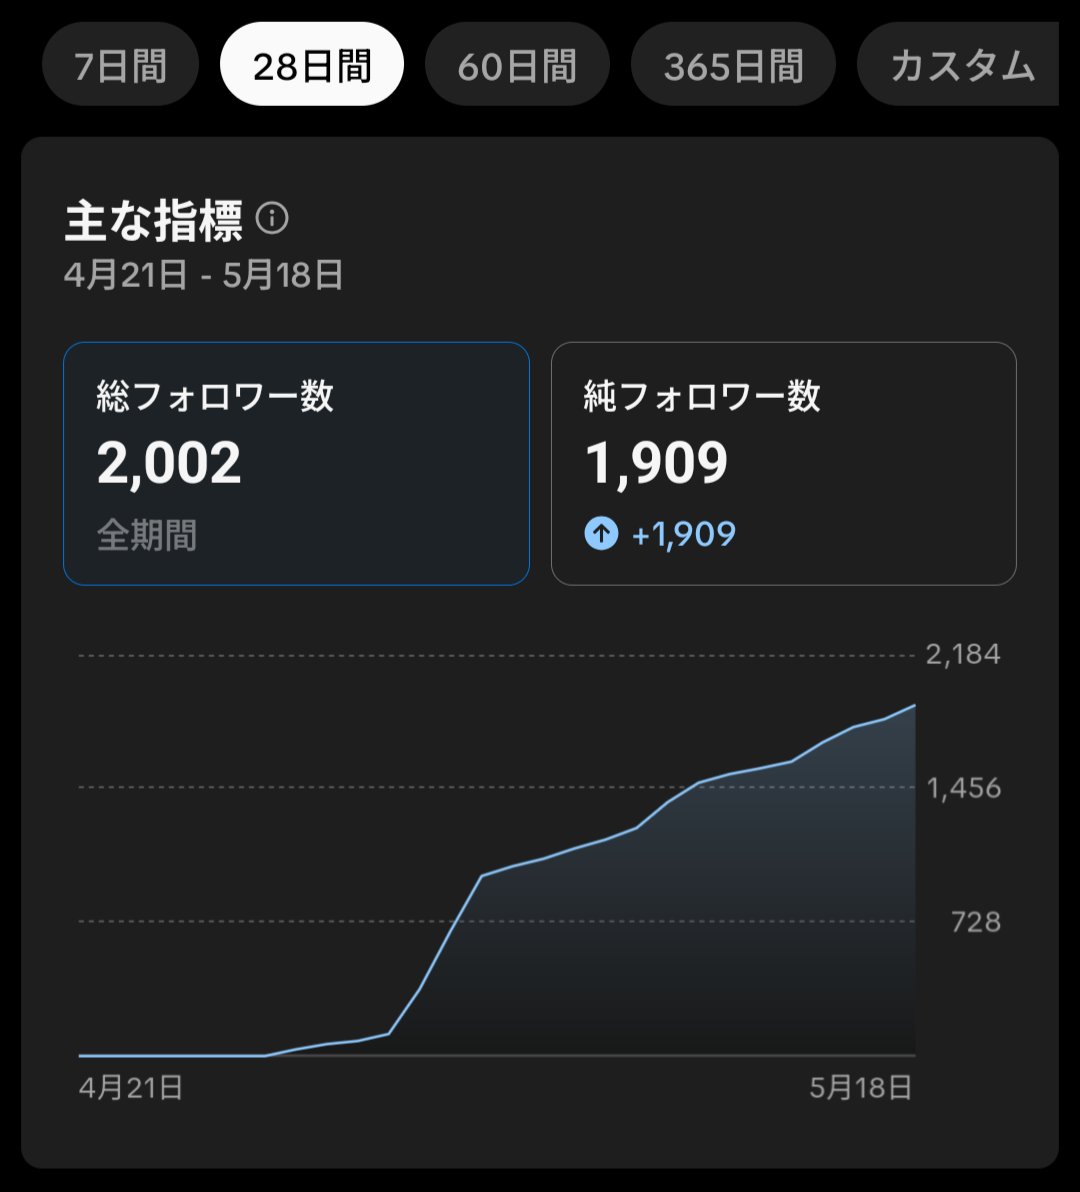 7日間 28日間 60日間 365日間 カスタム
主な指標
4月21日 - 5月18日
総フォロワー数 純フォロワー数
2,002 1,909
全期間 +1,909
2,184
1,456
728
4月21日 5月18日